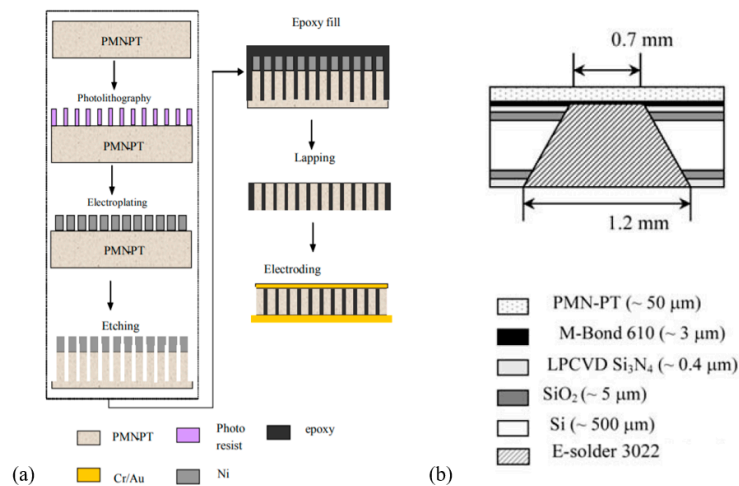 PMNPT
Photolithography
PMNPT
Electroplating
PMNPT
Etching
Epoxy fill
Lapping
Electroding
PMNPT
Photo
resist
epoxy
Cr/Au
Ni
(a)
0.7 mm
1.2 mm
PMN-PT (~ 50 μm)
M-Bond 610 (~ 3 μm)
LPCVD Si₃N₄ (~ 0.4 μm)
SiO₂ (~ 5 μm)
Si (~ 500 μm)
E-solder 3022
(b)